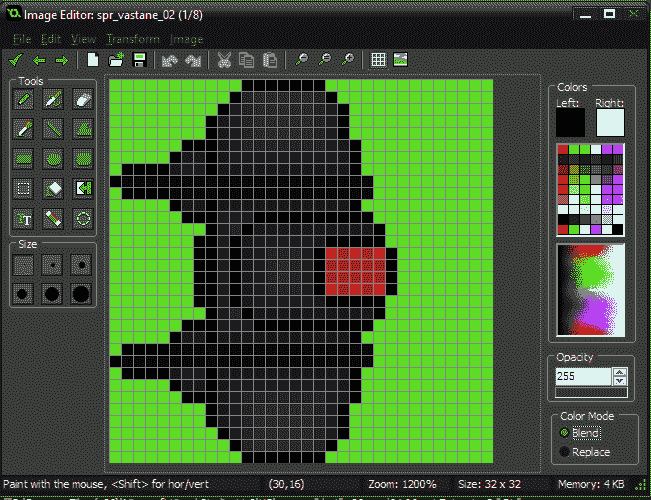 Image Editor: spr_vastane_02 (1/8)
File Edit View Transform Image
Tools
Colors
Left: Right:
Size
Opacity
255
Color Mode
Blend
Replace
Paint with the mouse, <Shift> for hor/vert (30,16) Zoom: 1200% Size: 32 x 32 Memory: 4 KB